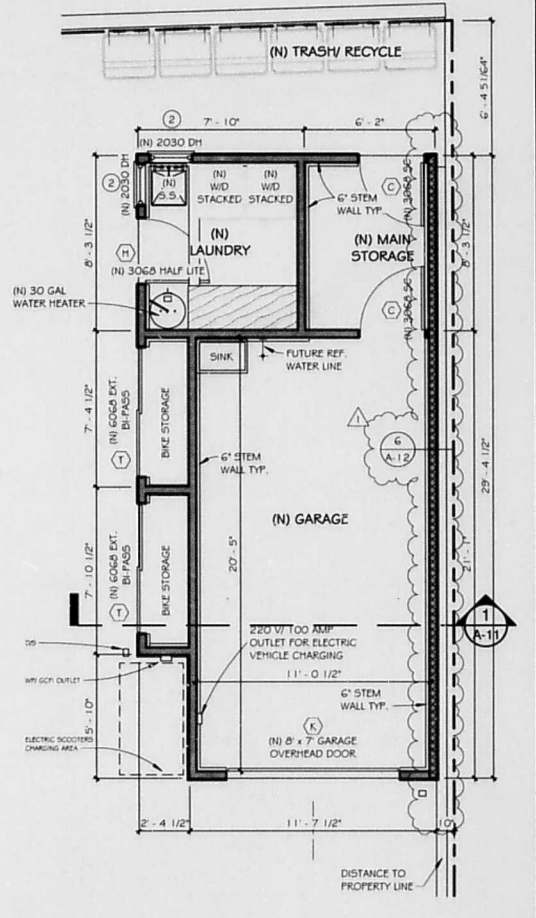 (N) TRASH/ RECYCLE
6' - 4 51/64"
7' - 10"
6' - 2"
2
(N) 2030 DH
2
(N) 2030 DH
(N)
S.S.
(N)
W/D
STACKED
(N)
W/D
STACKED
6" STEM
WALL TYP.
C
(N) 3068 SC
8' - 3 1/2"
H
(N)
LAUNDRY
(N) MAIN
STORAGE
8' - 3 1/2"
(N) 3068 HALF LITE
(N) 30 GAL
WATER HEATER
C
(N) 3068 SC
SINK
FUTURE REF.
WATER LINE
7' - 4 1/2"
(N) 6068 EXT.
BI-PASS
T
BIKE STORAGE
6" STEM
WALL TYP.
1
6
A-12
29' - 4 1/2"
(N) GARAGE
20' - 5"
21' - 1"
7' - 10 1/2"
(N) 6068 EXT.
BI-PASS
T
BIKE STORAGE
1
A-11
220 V/ 100 AMP
OUTLET FOR ELECTRIC
VEHICLE CHARGING
WP/ GCFI OUTLET
11' - 0 1/2"
6" STEM
WALL TYP.
5' - 10"
ELECTRIC SCOOTERS
CHARGING AREA
K
(N) 8' x 7' GARAGE
OVERHEAD DOOR
2' - 4 1/2"
11' - 7 1/2"
10"
DISTANCE TO
PROPERTY LINE